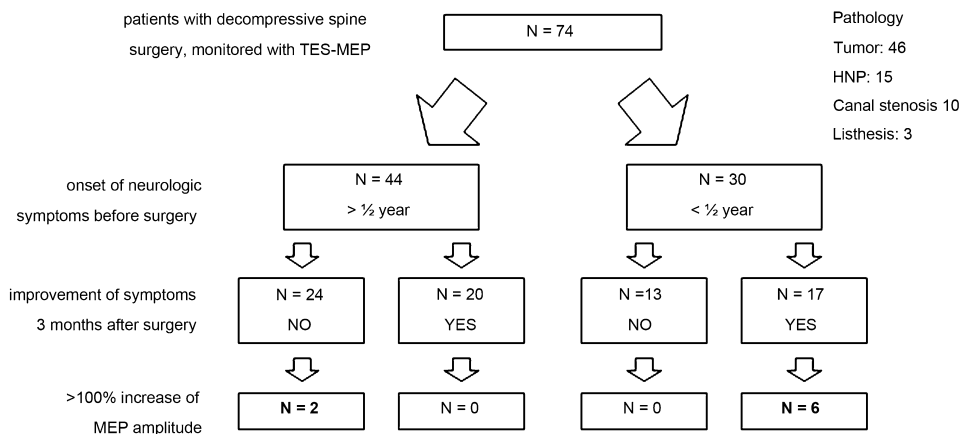 patients with decompressive spine
surgery, monitored with TES-MEP
N = 74
Pathology
Tumor: 46
HNP: 15
Canal stenosis 10
Listhesis: 3
onset of neurologic
symptoms before surgery
N = 44
> ½ year
N = 30
< ½ year
improvement of symptoms
3 months after surgery
N = 24
NO
N = 20
YES
N =13
NO
N = 17
YES
>100% increase of
MEP amplitude
N = 2
N = 0
N = 0
N = 6